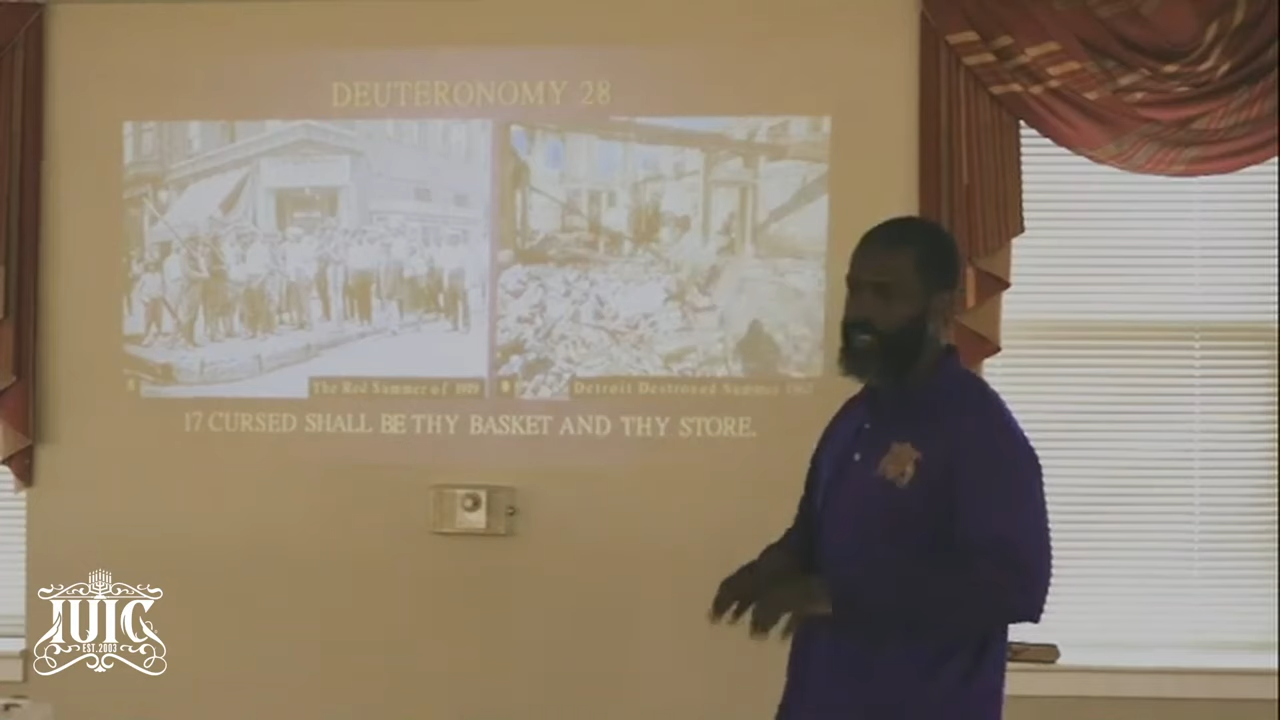 DEUTERONOMY 28
The Red Summer of 1919
Detroit Destroyed Summer 1967
17 CURSED SHALL BE THY BASKET AND THY STORE.
IUIC
EST. 2003